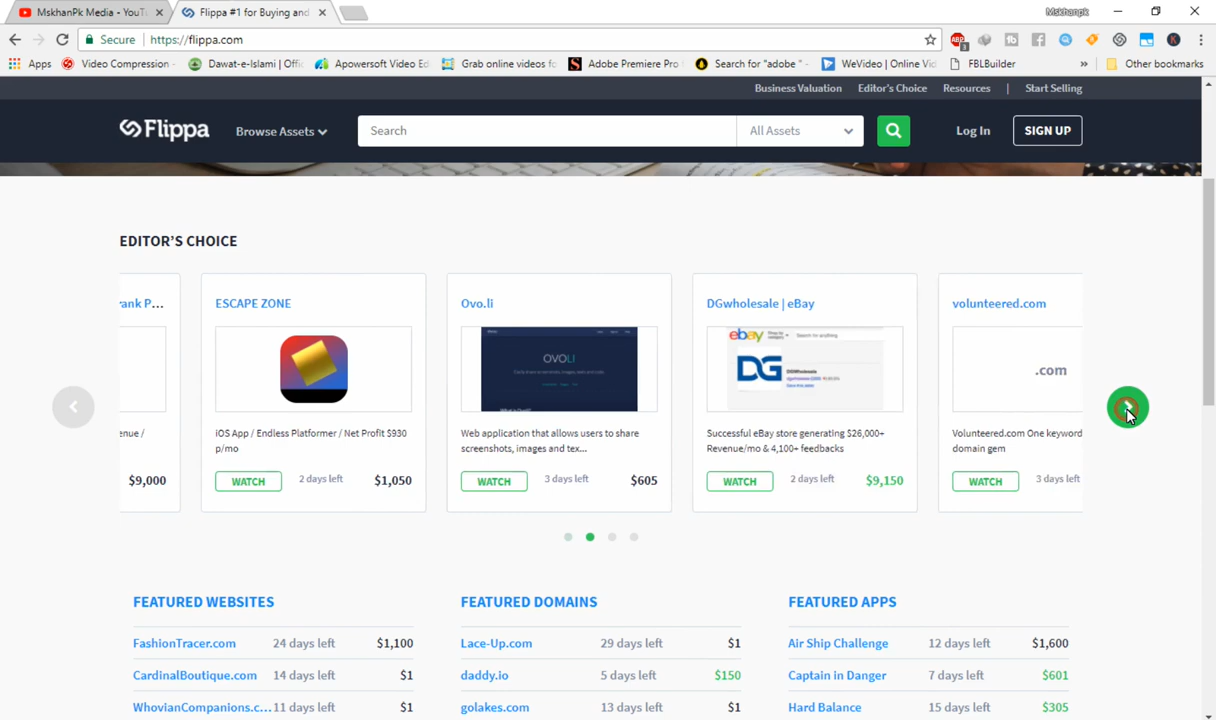 MskhanPk Media - YouTu
Flippa #1 for Buying and
Mskhanpk
Secure
https://flippa.com
Apps
Video Compression -
Dawat-e-Islami | Offic
Apowersoft Video Edi
Grab online videos fo
Adobe Premiere Pro
Search for "adobe "
WeVideo | Online Vid
FBLBuilder
»
Other bookmarks
Business Valuation
Editor's Choice
Resources
|
Start Selling
Flippa
Browse Assets
Search
All Assets
Log In
SIGN UP
EDITOR'S CHOICE
rank P...
ESCAPE ZONE
Ovo.li
DGwholesale | eBay
volunteered.com
OVOLI
ebay
Search for anything
DG
DGWholesale
.com
enue /
iOS App / Endless Platformer / Net Profit $930
p/mo
Web application that allows users to share
screenshots, images and tex...
Successful eBay store generating $26,000+
Revenue/mo & 4,100+ feedbacks
Volunteered.com One keyword
domain gem
$9,000
WATCH
2 days left
$1,050
WATCH
3 days left
$605
WATCH
2 days left
$9,150
WATCH
3 days left
FEATURED WEBSITES
FashionTracer.com 24 days left $1,100
CardinalBoutique.com 14 days left $1
WhovianCompanions.c... 11 days left $1
FEATURED DOMAINS
Lace-Up.com 29 days left $1
daddy.io 5 days left $150
golakes.com 13 days left $1
FEATURED APPS
Air Ship Challenge 12 days left $1,600
Captain in Danger 7 days left $601
Hard Balance 15 days left $305